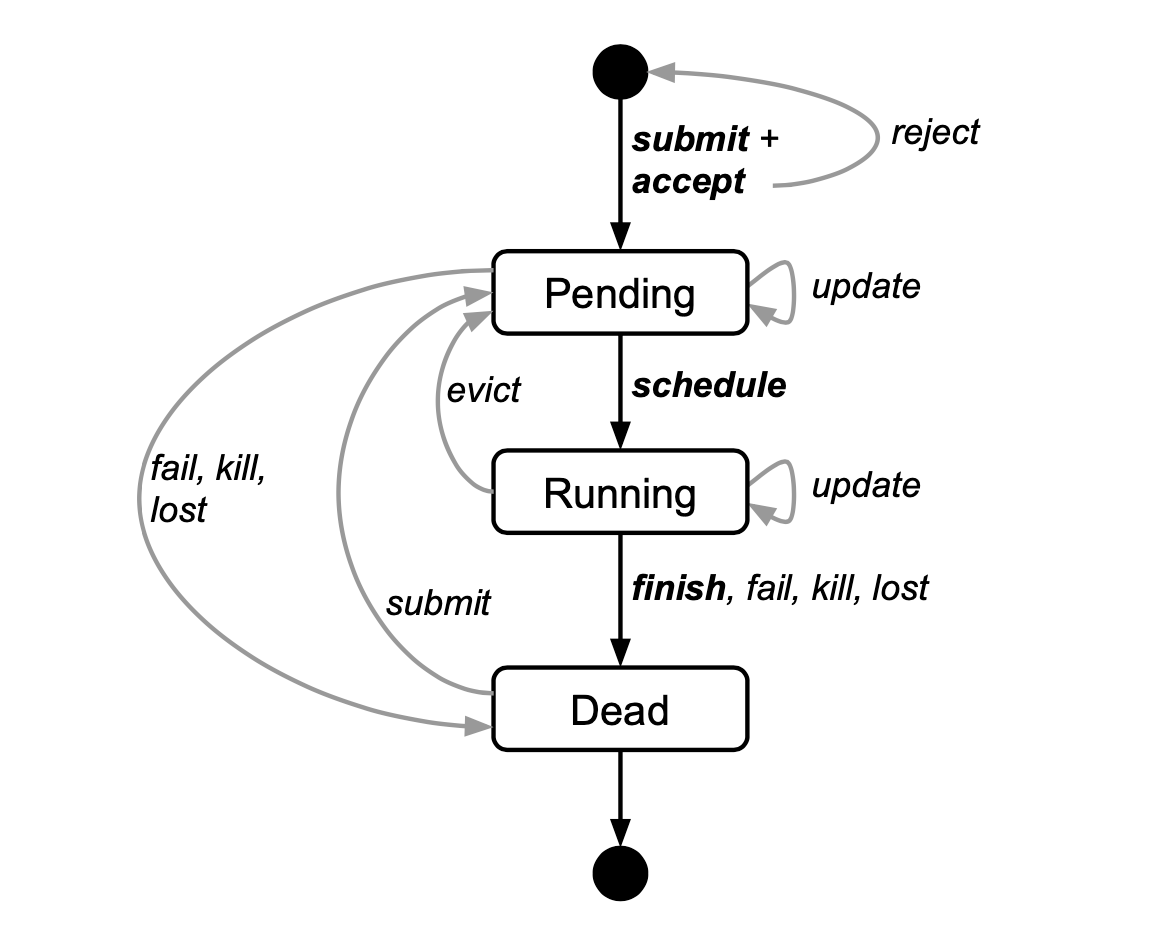 submit +
accept
reject
Pending
update
evict
schedule
fail, kill,
lost
Running
update
submit
finish, fail, kill, lost
Dead